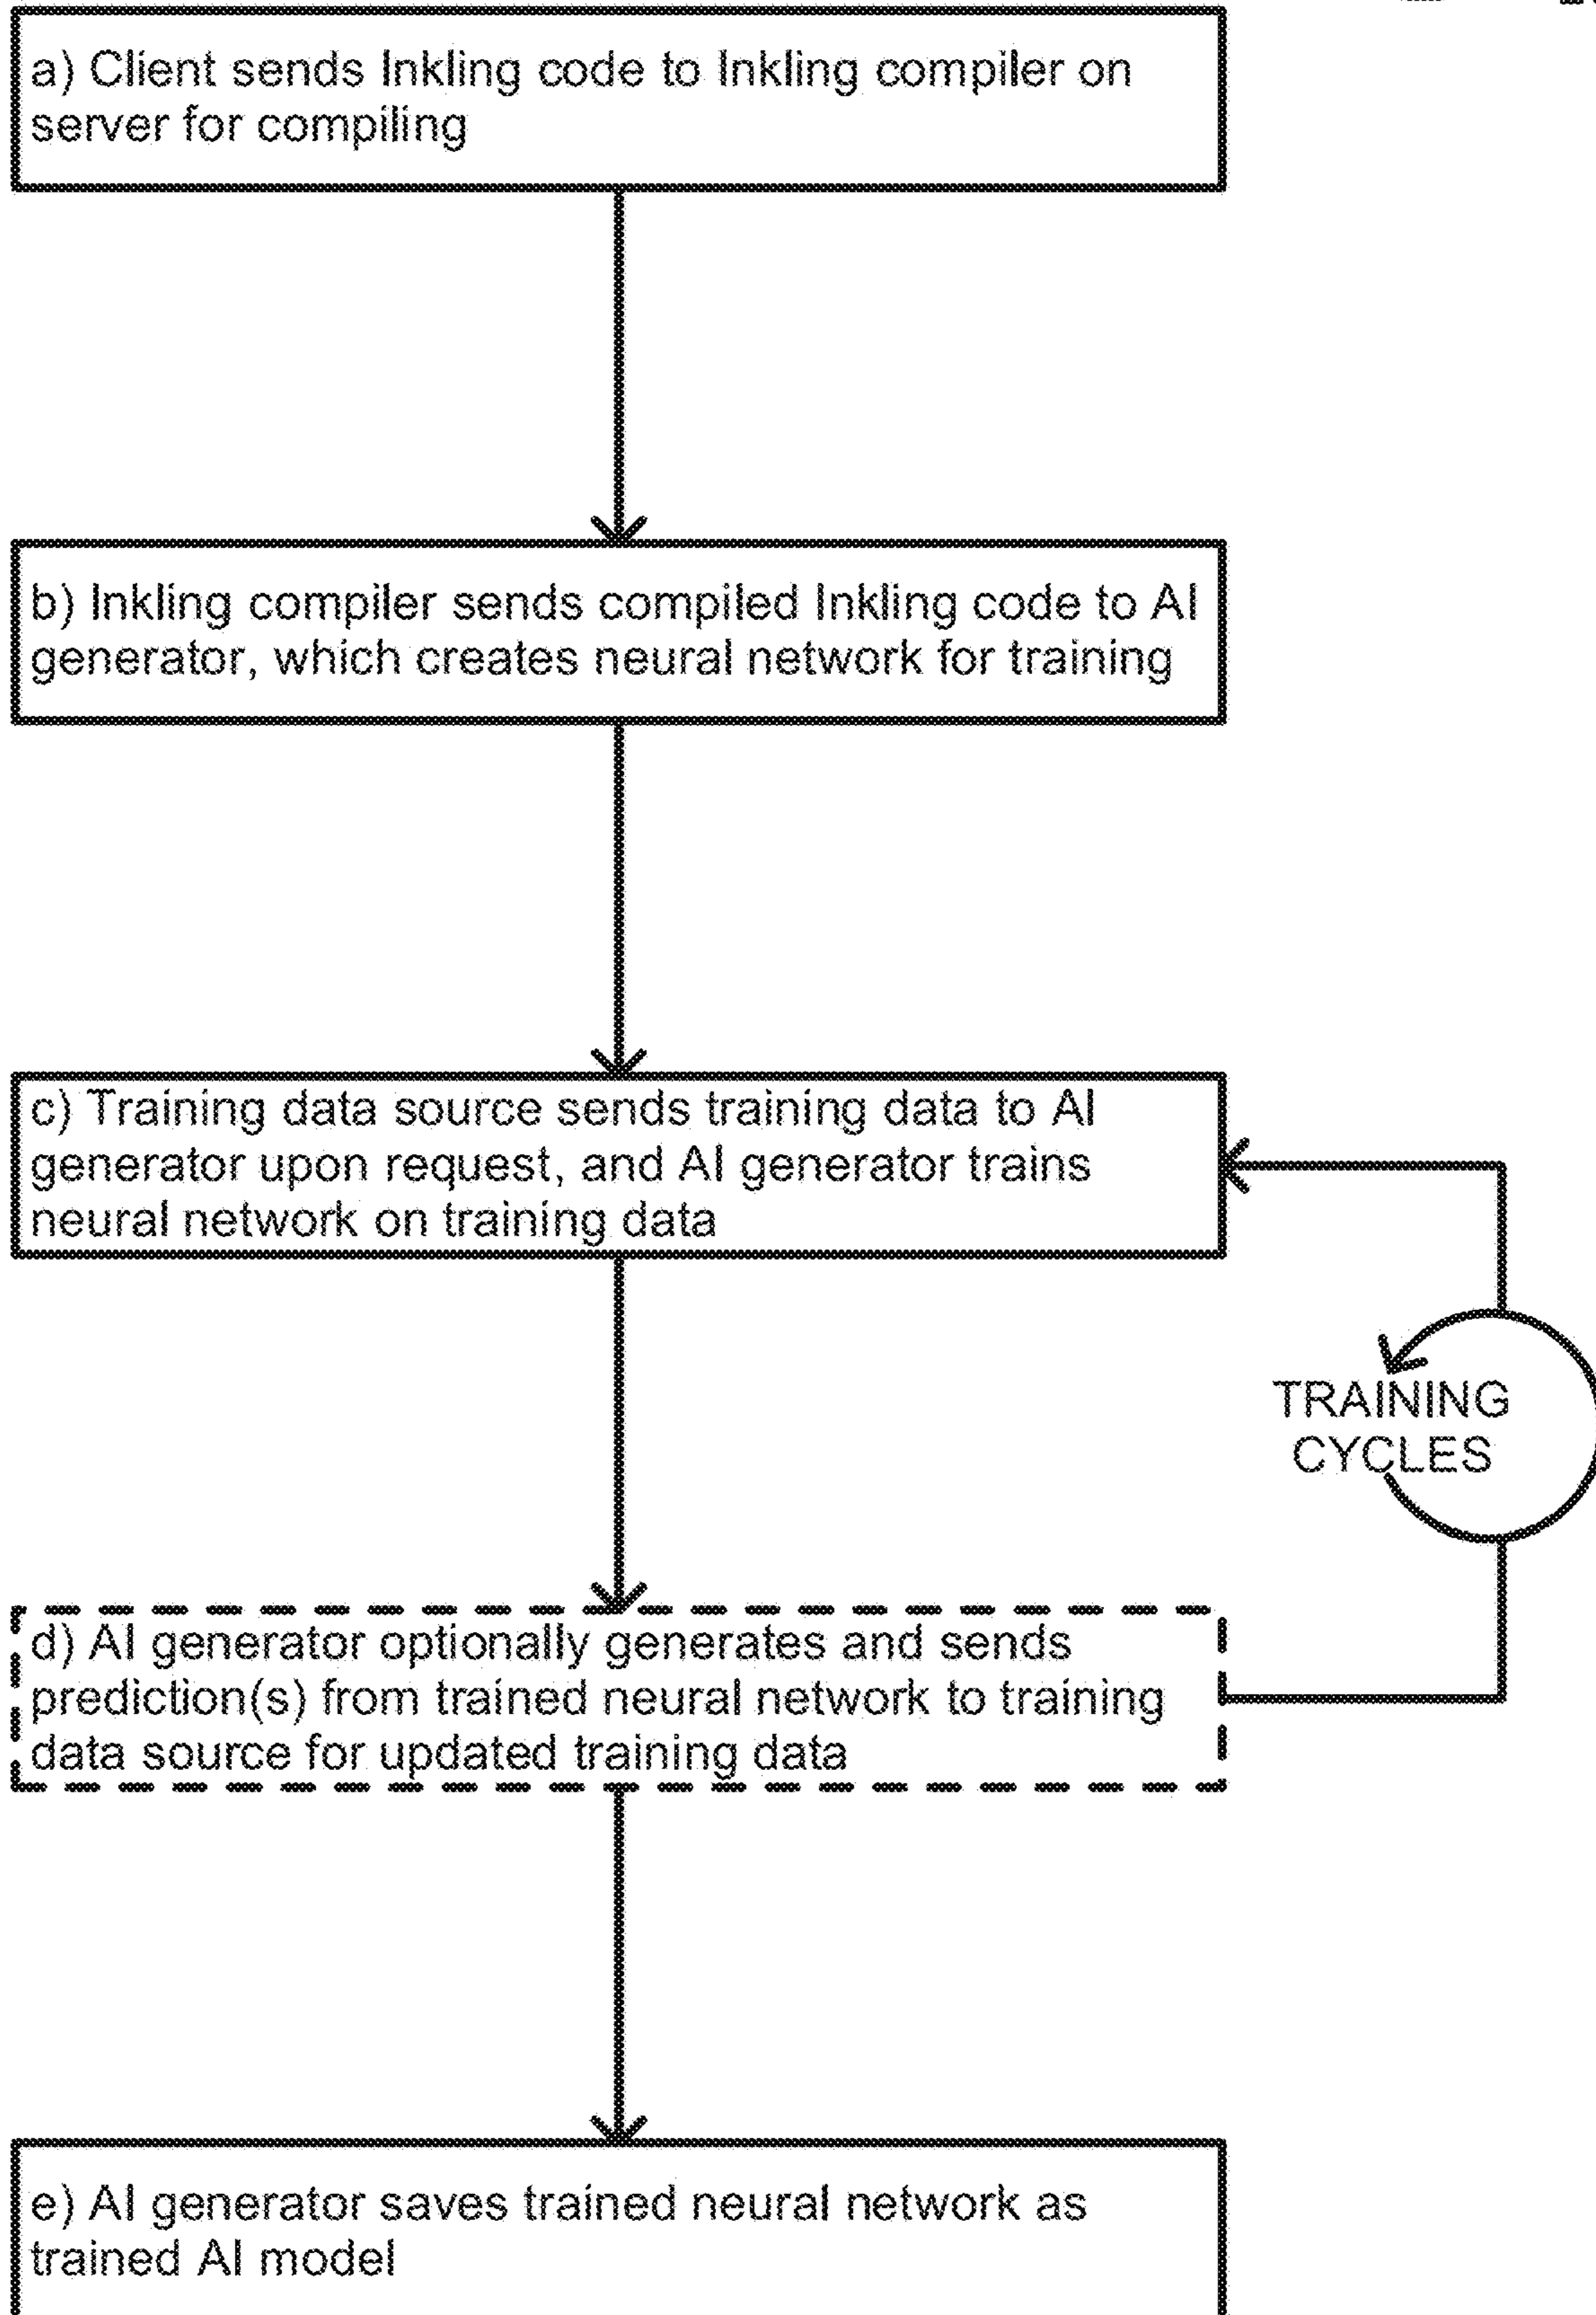 a) Client sends Inkling code to Inkling compiler on
server for compiling
b) Inkling compiler sends compiled Inkling code to AI
generator, which creates neural network for training
c) Training data source sends training data to AI
generator upon request, and AI generator trains
neural network on training data
TRAINING
CYCLES
d) AI generator optionally generates and sends
prediction(s) from trained neural network to training
data source for updated training data
e) AI generator saves trained neural network as
trained AI model